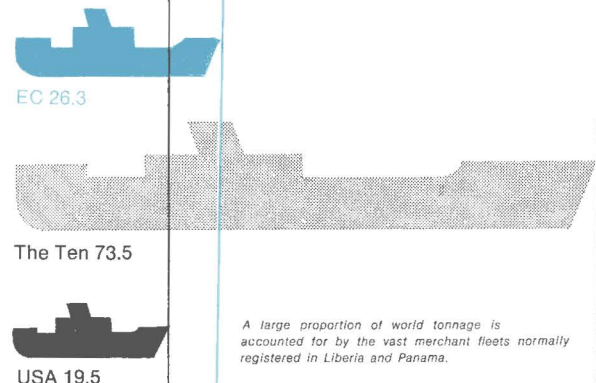 EC 26.3
The Ten 73.5
A large proportion of world tonnage is
accounted for by the vast merchant fleets normally
registered in Liberia and Panama.
USA 19.5